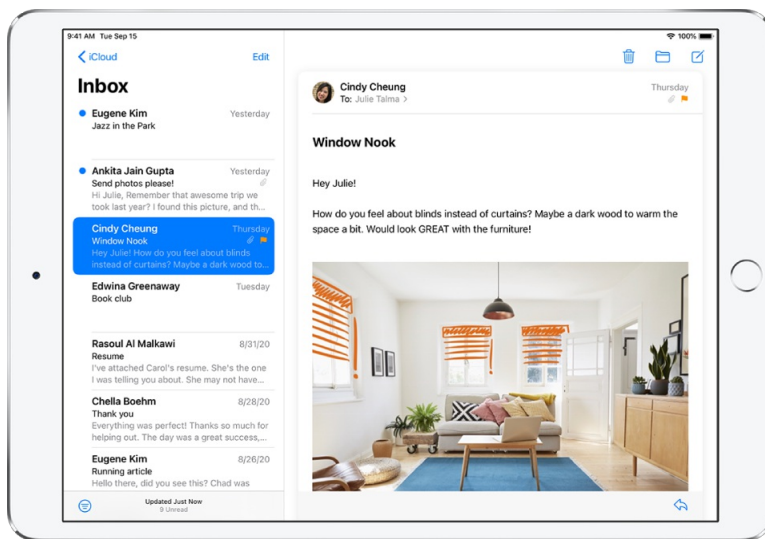 9:41 AM Tue Sep 15
100%
iCloud
Edit
Inbox
Eugene Kim
Yesterday
Jazz in the Park
Ankita Jain Gupta
Yesterday
Send photos please!
Hi Julie, Remember that awesome trip we
took last year? I found this picture, and th...
Cindy Cheung
Thursday
Window Nook
Hey Julie! How do you feel about blinds
instead of curtains? Maybe a dark wood to...
Edwina Greenaway
Tuesday
Book club
Rasoul Al Malkawi
8/31/20
Resume
I've attached Carol's resume. She's the one
I was telling you about. She may not have...
Chella Boehm
8/28/20
Thank you
Everything was perfect! Thanks so much for
helping out. The day was a great success,...
Eugene Kim
8/26/20
Running article
Hello there, did you see this? Chad was
Updated Just Now
9 Unread
Cindy Cheung
Thursday
To: Julie Talma >
Window Nook
Hey Julie!
How do you feel about blinds instead of curtains? Maybe a dark wood to warm the
space a bit. Would look GREAT with the furniture!